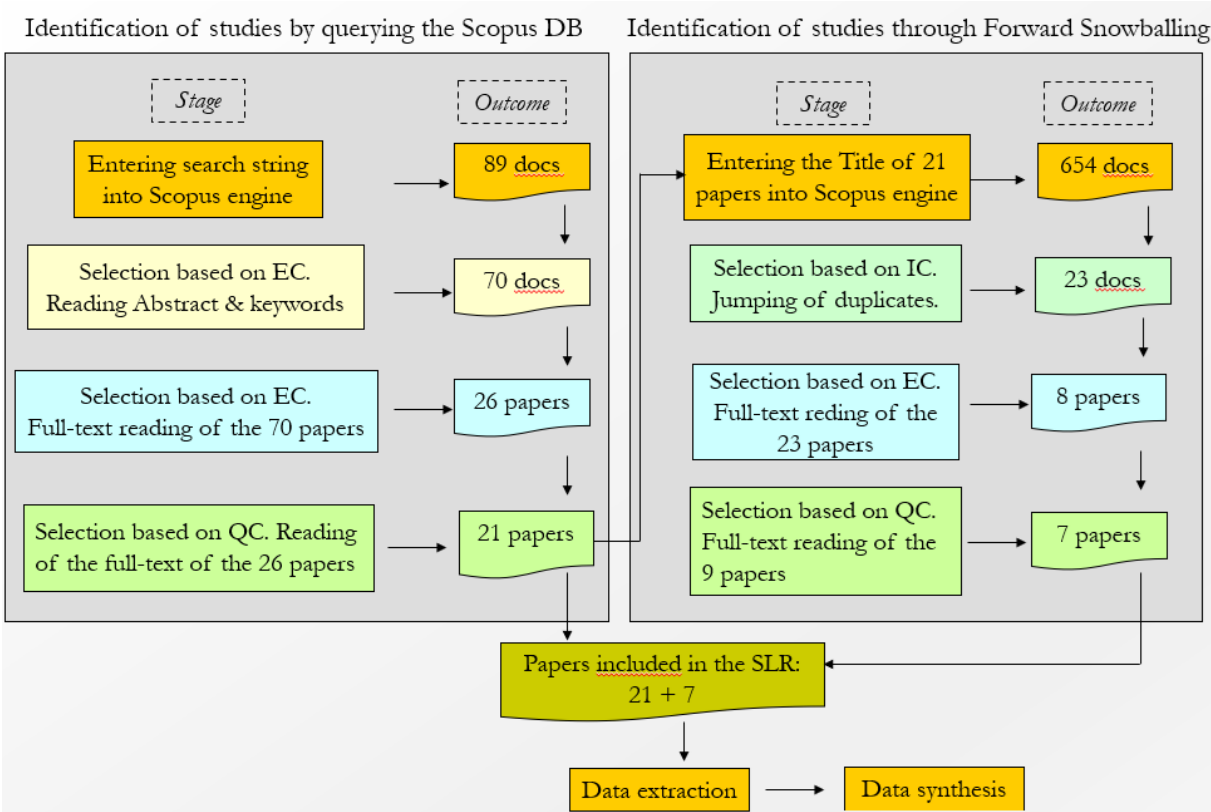 Identification of studies by querying the Scopus DB
Stage
Outcome
Entering search string
into Scopus engine
89 docs
Selection based on EC.
Reading Abstract & keywords
70 docs
Selection based on EC.
Full-text reading of the 70 papers
26 papers
Selection based on QC. Reading
of the full-text of the 26 papers
21 papers
Identification of studies through Forward Snowballing
Stage
Outcome
Entering the Title of 21
papers into Scopus engine
654 docs
Selection based on IC.
Jumping of duplicates.
23 docs
Selection based on EC.
Full-text reding of the
23 papers
8 papers
Selection based on QC.
Full-text reading of the
9 papers
7 papers
Papers included in the SLR:
21 + 7
Data extraction
Data synthesis